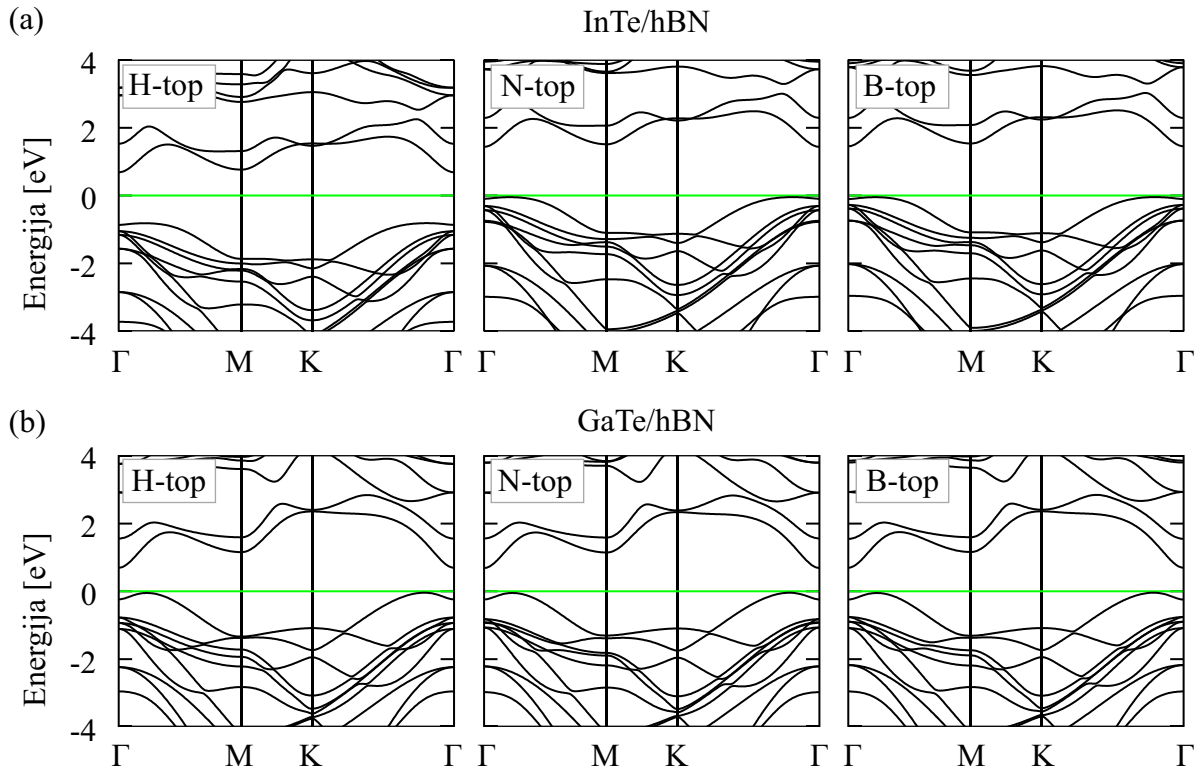 (a) InTe/hBN
H-top N-top B-top
Energija [eV]
4
2
0
-2
-4
Γ M K Γ Γ M K Γ Γ M K Γ
(b) GaTe/hBN
H-top N-top B-top
Energija [eV]
4
2
0
-2
-4
Γ M K Γ Γ M K Γ Γ M K Γ